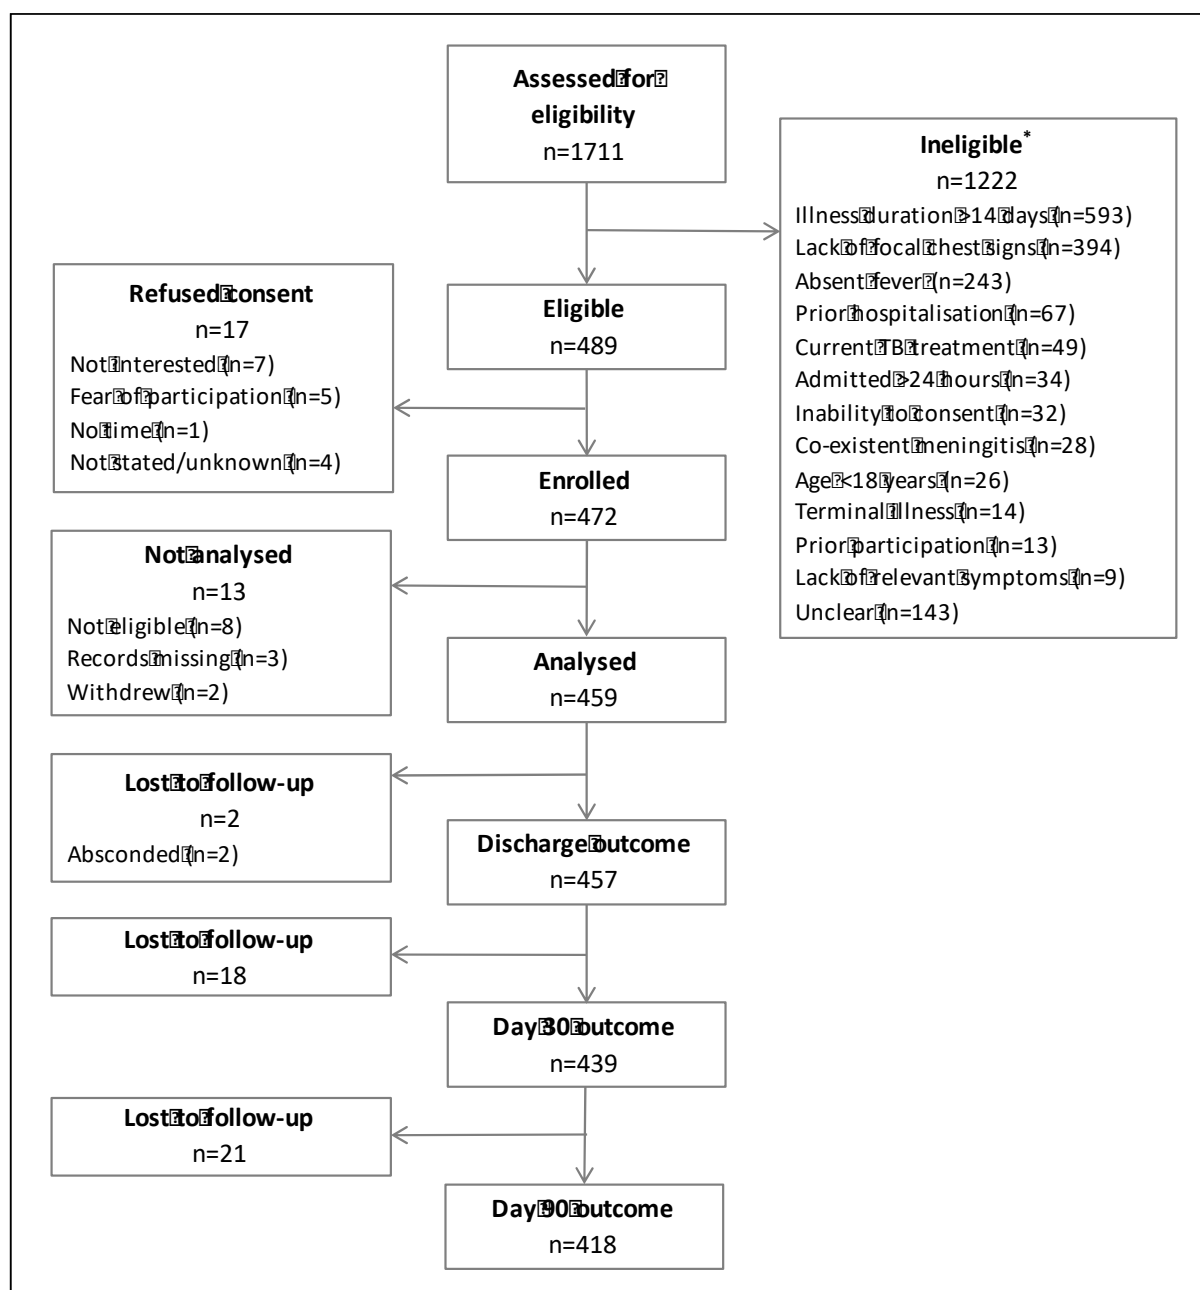 Assessed for
eligibility
n=1711
Ineligible*
n=1222
Illness duration >14 days (n=593)
Lack of focal chest signs (n=394)
Absent fever (n=243)
Prior hospitalisation (n=67)
Current TB treatment (n=49)
Admitted >24 hours (n=34)
Inability to consent (n=32)
Co-existent meningitis (n=28)
Age <18 years (n=26)
Terminal illness (n=14)
Prior participation (n=13)
Lack of relevant symptoms (n=9)
Unclear (n=143)
Eligible
n=489
Refused consent
n=17
Not interested (n=7)
Fear of participation (n=5)
No time (n=1)
Not stated/unknown (n=4)
Enrolled
n=472
Not analysed
n=13
Not eligible (n=8)
Records missing (n=3)
Withdrew (n=2)
Analysed
n=459
Lost to follow-up
n=2
Absconded (n=2)
Discharge outcome
n=457
Lost to follow-up
n=18
Day 30 outcome
n=439
Lost to follow-up
n=21
Day 90 outcome
n=418